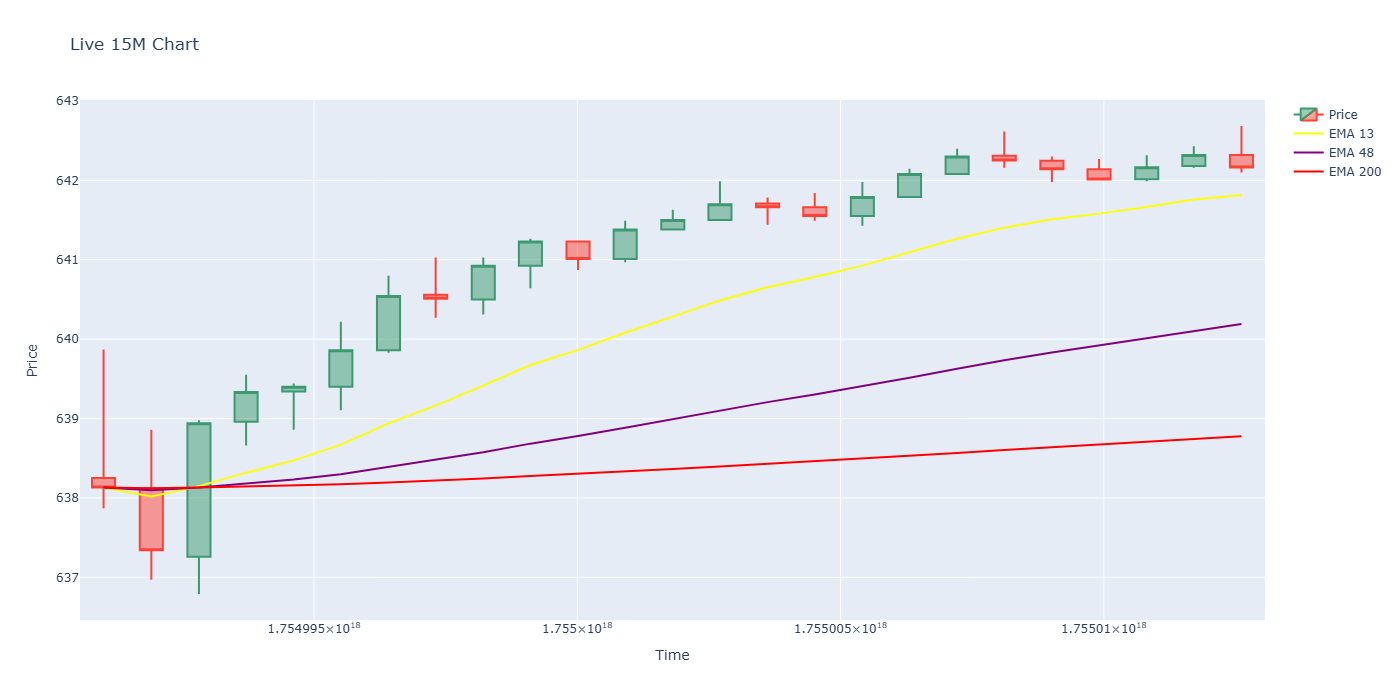 Live 15M Chart
Price
EMA 13
EMA 48
EMA 200
643
642
641
640
639
638
637
Price
1.754995×10¹⁸
1.755×10¹⁸
1.755005×10¹⁸
1.75501×10¹⁸
Time